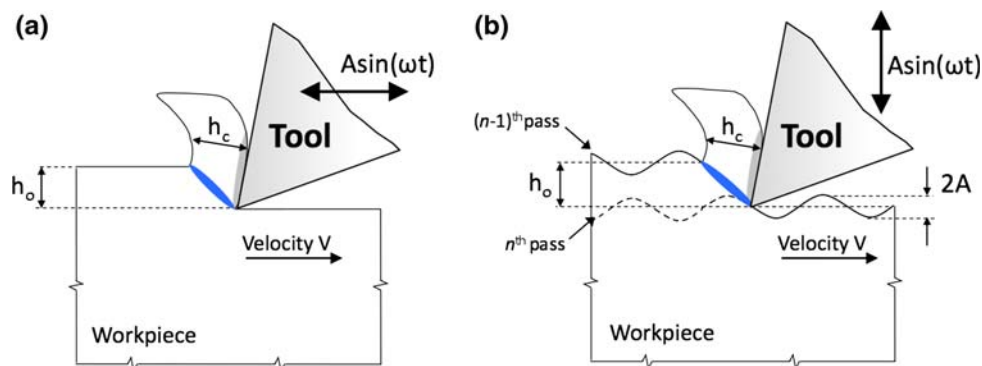 (a)
Asin(ωt)
Tool
h_c
h_o
Velocity V
Workpiece
(b)
Asin(ωt)
(n-1)^th pass
h_c
Tool
h_o
2A
n^th pass
Velocity V
Workpiece